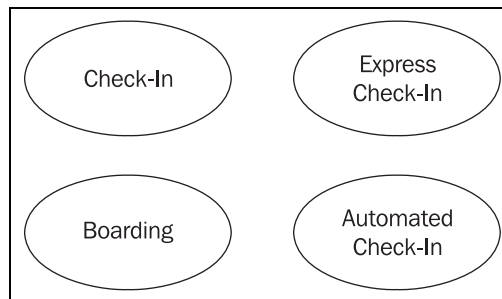 Check-In
Express
Check-In
Boarding
Automated
Check-In